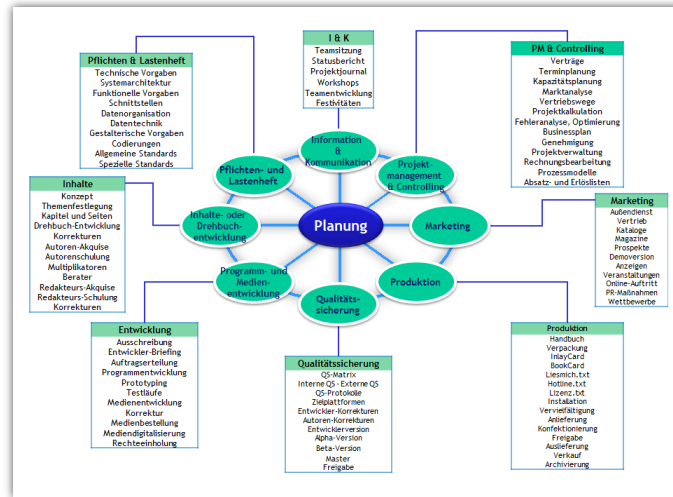 I & K
Teamsitzung
Statusbericht
Projektjournal
Workshops
Teamentwicklung
Festivitäten
Pflichten & Lastenheft
Technische Vorgaben
Systemarchitektur
Funktionelle Vorgaben
Schnittstellen
Datenorganisation
Datentechnik
Gestalterische Vorgaben
Codierungen
Allgemeine Standards
Spezielle Standards
PM & Controlling
Verträge
Terminplanung
Kapazitätsplanung
Marktanalyse
Vertriebswege
Projektkalkulation
Fehleranalyse, Optimierung
Businessplan
Genehmigung
Projektverwaltung
Rechnungsbearbeitung
Prozessmodelle
Absatz- und Erlöslisten
Information
&
Kommunikation
Pflichten- und
Lastenheft
Projekt-
management
& Controlling
Inhalte- oder
Drehbuch-
entwicklung
Planung
Marketing
Programm- und
Medien-
entwicklung
Qualitäts-
sicherung
Produktion
Inhalte
Konzept
Themenfestlegung
Kapitel und Seiten
Drehbuch-Entwicklung
Korrekturen
Autoren-Akquise
Autorenschulung
Multiplikatoren
Berater
Redakteurs-Akquise
Redakteurs-Schulung
Korrekturen
Marketing
Außendienst
Vertrieb
Kataloge
Magazine
Prospekte
Demoversion
Anzeigen
Veranstaltungen
Online-Auftritt
PR-Maßnahmen
Wettbewerbe
Entwicklung
Ausschreibung
Entwickler-Briefing
Auftragserteilung
Programmentwicklung
Prototyping
Testläufe
Medienentwicklung
Korrektur
Medienbestellung
Mediendigitalisierung
Rechteeinholung
Qualitätssicherung
QS-Matrix
Interne QS - Externe QS
QS-Protokolle
Zielplattformen
Entwickler-Korrekturen
Autoren-Korrekturen
Entwicklerversion
Alpha-Version
Beta-Version
Master
Freigabe
Produktion
Handbuch
Verpackung
InlayCard
BookCard
Liesmich.txt
Hotline.txt
Lizenz.txt
Installation
Vervielfältigung
Anlieferung
Konfektionierung
Freigabe
Auslieferung
Verkauf
Archivierung